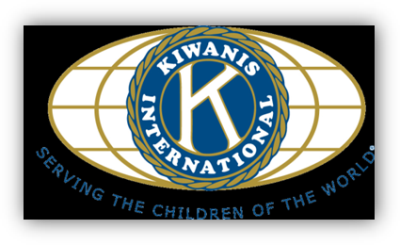 KIWANIS
K
INTERNATIONAL
SERVING THE CHILDREN OF THE WORLD®